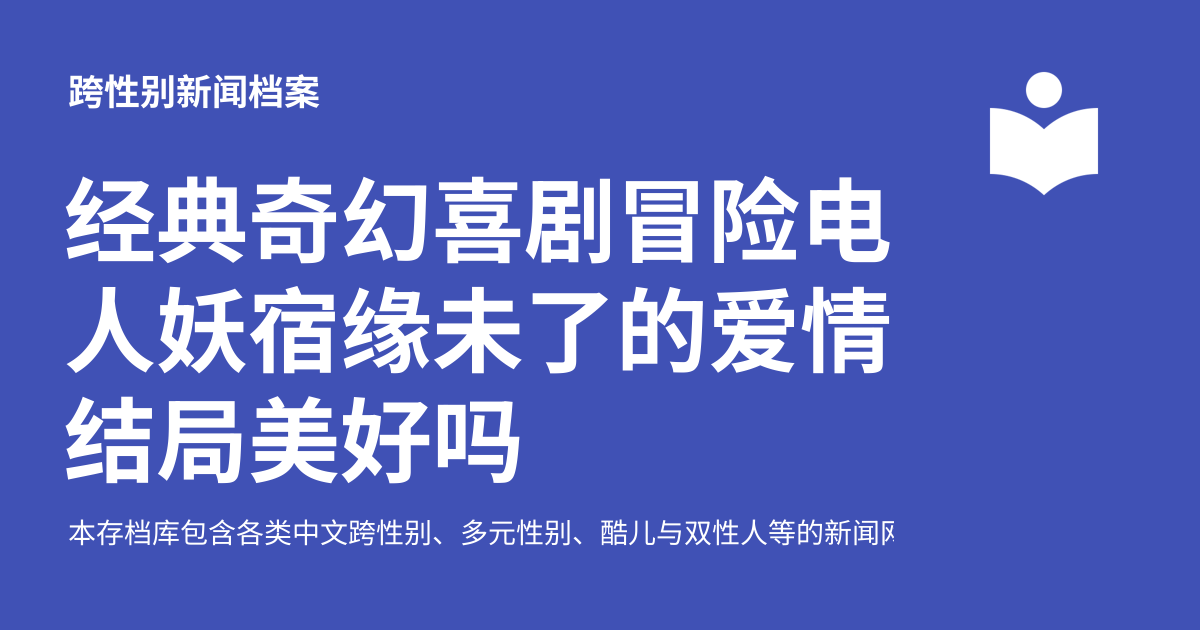 跨性别新闻档案
经典奇幻喜剧冒险电
人妖宿缘未了的爱情
结局美好吗
本存档库包含各类中文跨性别、多元性别、酷儿与双性人等的新闻网